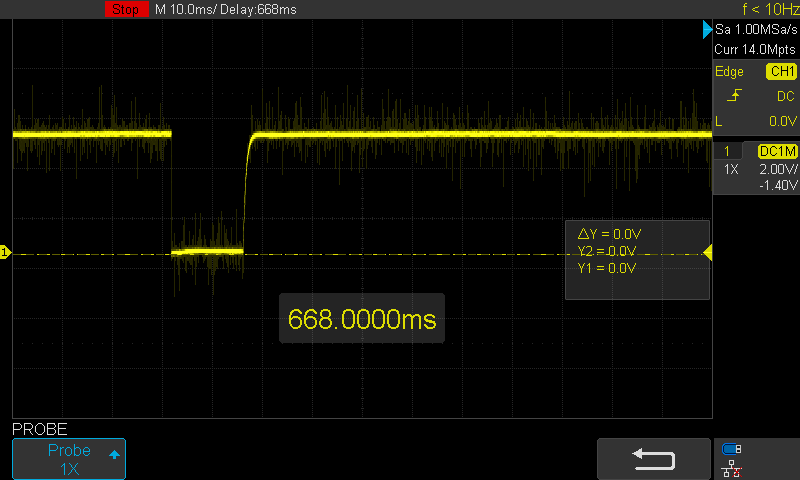 Stop M 10.0ms/ Delay:668ms f < 10Hz
Sa 1.00MSa/s
Curr 14.0Mpts
Edge CH1
DC
L 0.0V
1 DC1M
1X 2.00V/
-1.40V
1
ΔY = 0.0V
Y2 = 0.0V
Y1 = 0.0V
668.0000ms
PROBE
Probe
1X